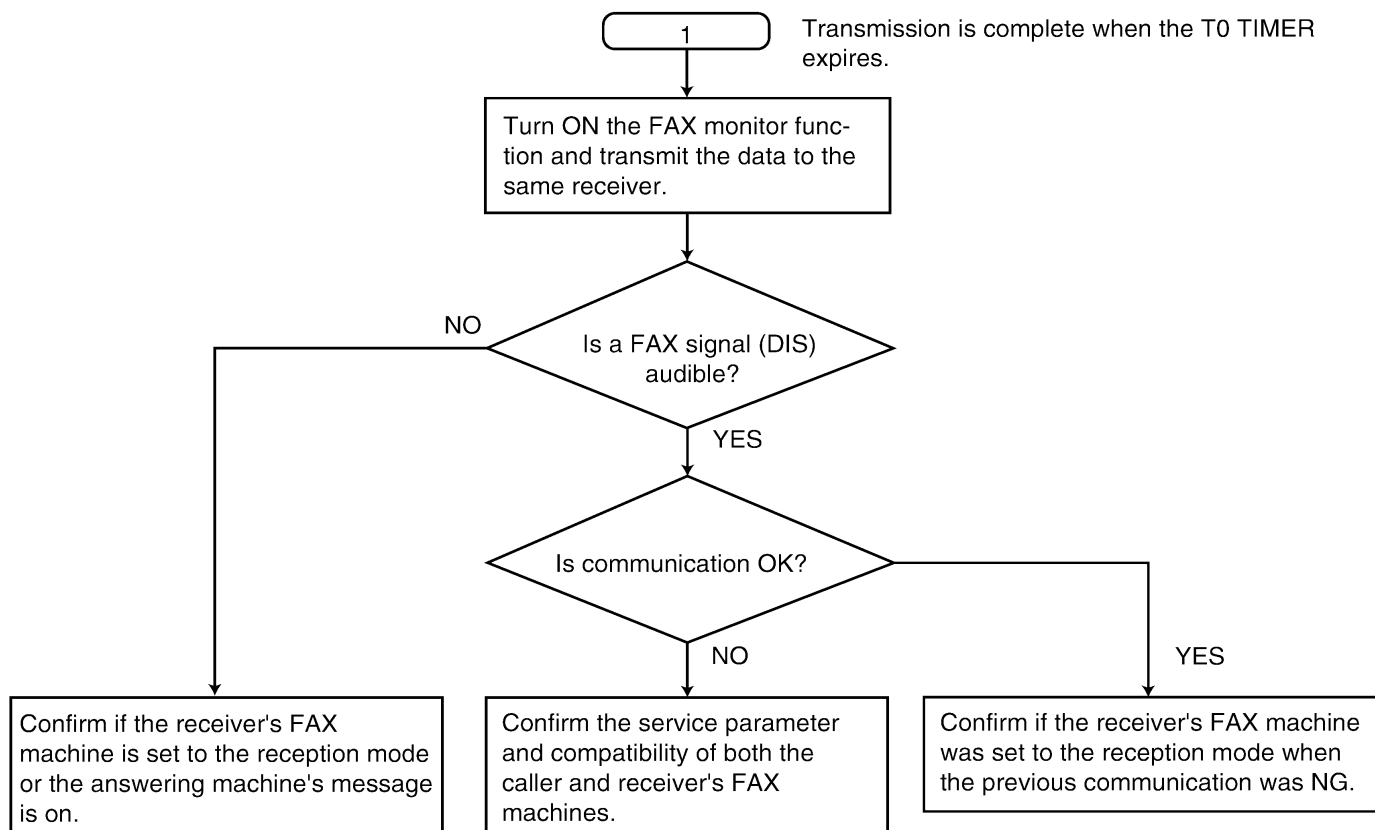 1
Transmission is complete when the T0 TIMER
expires.
Turn ON the FAX monitor func-
tion and transmit the data to the
same receiver.
NO
Is a FAX signal (DIS)
audible?
YES
Is communication OK?
NO
YES
Confirm if the receiver's FAX
machine is set to the reception mode
or the answering machine's message
is on.
Confirm the service parameter
and compatibility of both the
caller and receiver's FAX
machines.
Confirm if the receiver's FAX machine
was set to the reception mode when
the previous communication was NG.